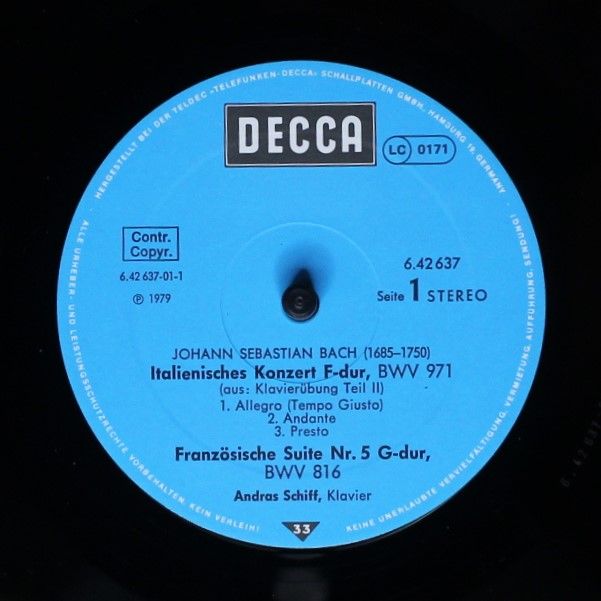 HERGESTELLT BEI DER TELDEC »TELEFUNKEN-DECCA« SCHALLPLATTEN GMBH, HAMBURG 19, GERMANY
DECCA
LC 0171
Contr.
Copyr.
6.42 637-01-1
Ⓟ 1979
6.42 637
Seite 1 STEREO
JOHANN SEBASTIAN BACH (1685–1750)
Italienisches Konzert F-dur, BWV 971
(aus: Klavierübung Teil II)
1. Allegro (Tempo Giusto)
2. Andante
3. Presto
Französische Suite Nr. 5 G-dur,
BWV 816
Andras Schiff, Klavier
33
ALLE URHEBER- UND LEISTUNGSSCHUTZRECHTE VORBEHALTEN. KEIN VERLEIH!
KEINE UNERLAUBTE VERVIELFÄLTIGUNG, VERMIETUNG, AUFFÜHRUNG, SENDUNG!